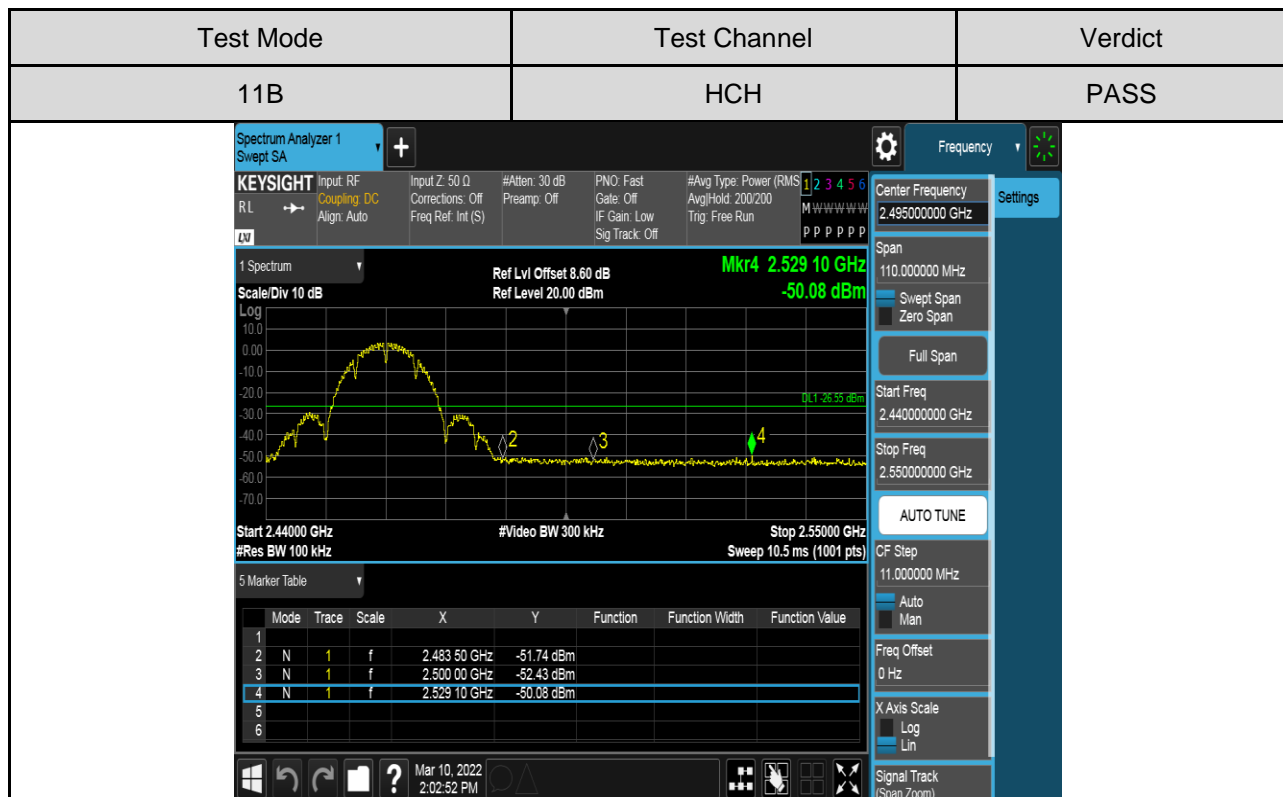 Test Mode Test Channel Verdict
11B HCH PASS
Spectrum Analyzer 1
Swept SA
Frequency
KEYSIGHT Input: RF Input Z: 50 Ω #Atten: 30 dB PNO: Fast #Avg Type: Power (RMS 1 2 3 4 5 6
RL Coupling: DC Corrections: Off Preamp: Off Gate: Off Avg|Hold: 200/200 M W W W W W
Align: Auto Freq Ref: Int (S) IF Gain: Low Trig: Free Run
LXI Sig Track: Off P P P P P P
1 Spectrum
Ref Lvl Offset 8.60 dB
Mkr4 2.529 10 GHz
Scale/Div 10 dB Ref Level 20.00 dBm -50.08 dBm
Log
10.0
0.00
-10.0
-20.0
DL1 -26.55 dBm
-30.0
-40.0
2 3 4
-50.0
-60.0
-70.0
Start 2.44000 GHz #Video BW 300 kHz Stop 2.55000 GHz
#Res BW 100 kHz Sweep 10.5 ms (1001 pts)
5 Marker Table
Mode Trace Scale X Y Function Function Width Function Value
1
2 N 1 f 2.483 50 GHz -51.74 dBm
3 N 1 f 2.500 00 GHz -52.43 dBm
4 N 1 f 2.529 10 GHz -50.08 dBm
5
6
?
Mar 10, 2022
2:02:52 PM
Center Frequency
2.495000000 GHz
Settings
Span
110.000000 MHz
Swept Span
Zero Span
Full Span
Start Freq
2.440000000 GHz
Stop Freq
2.550000000 GHz
AUTO TUNE
CF Step
11.000000 MHz
Auto
Man
Freq Offset
0 Hz
X Axis Scale
Log
Lin
Signal Track
(Span Zoom)